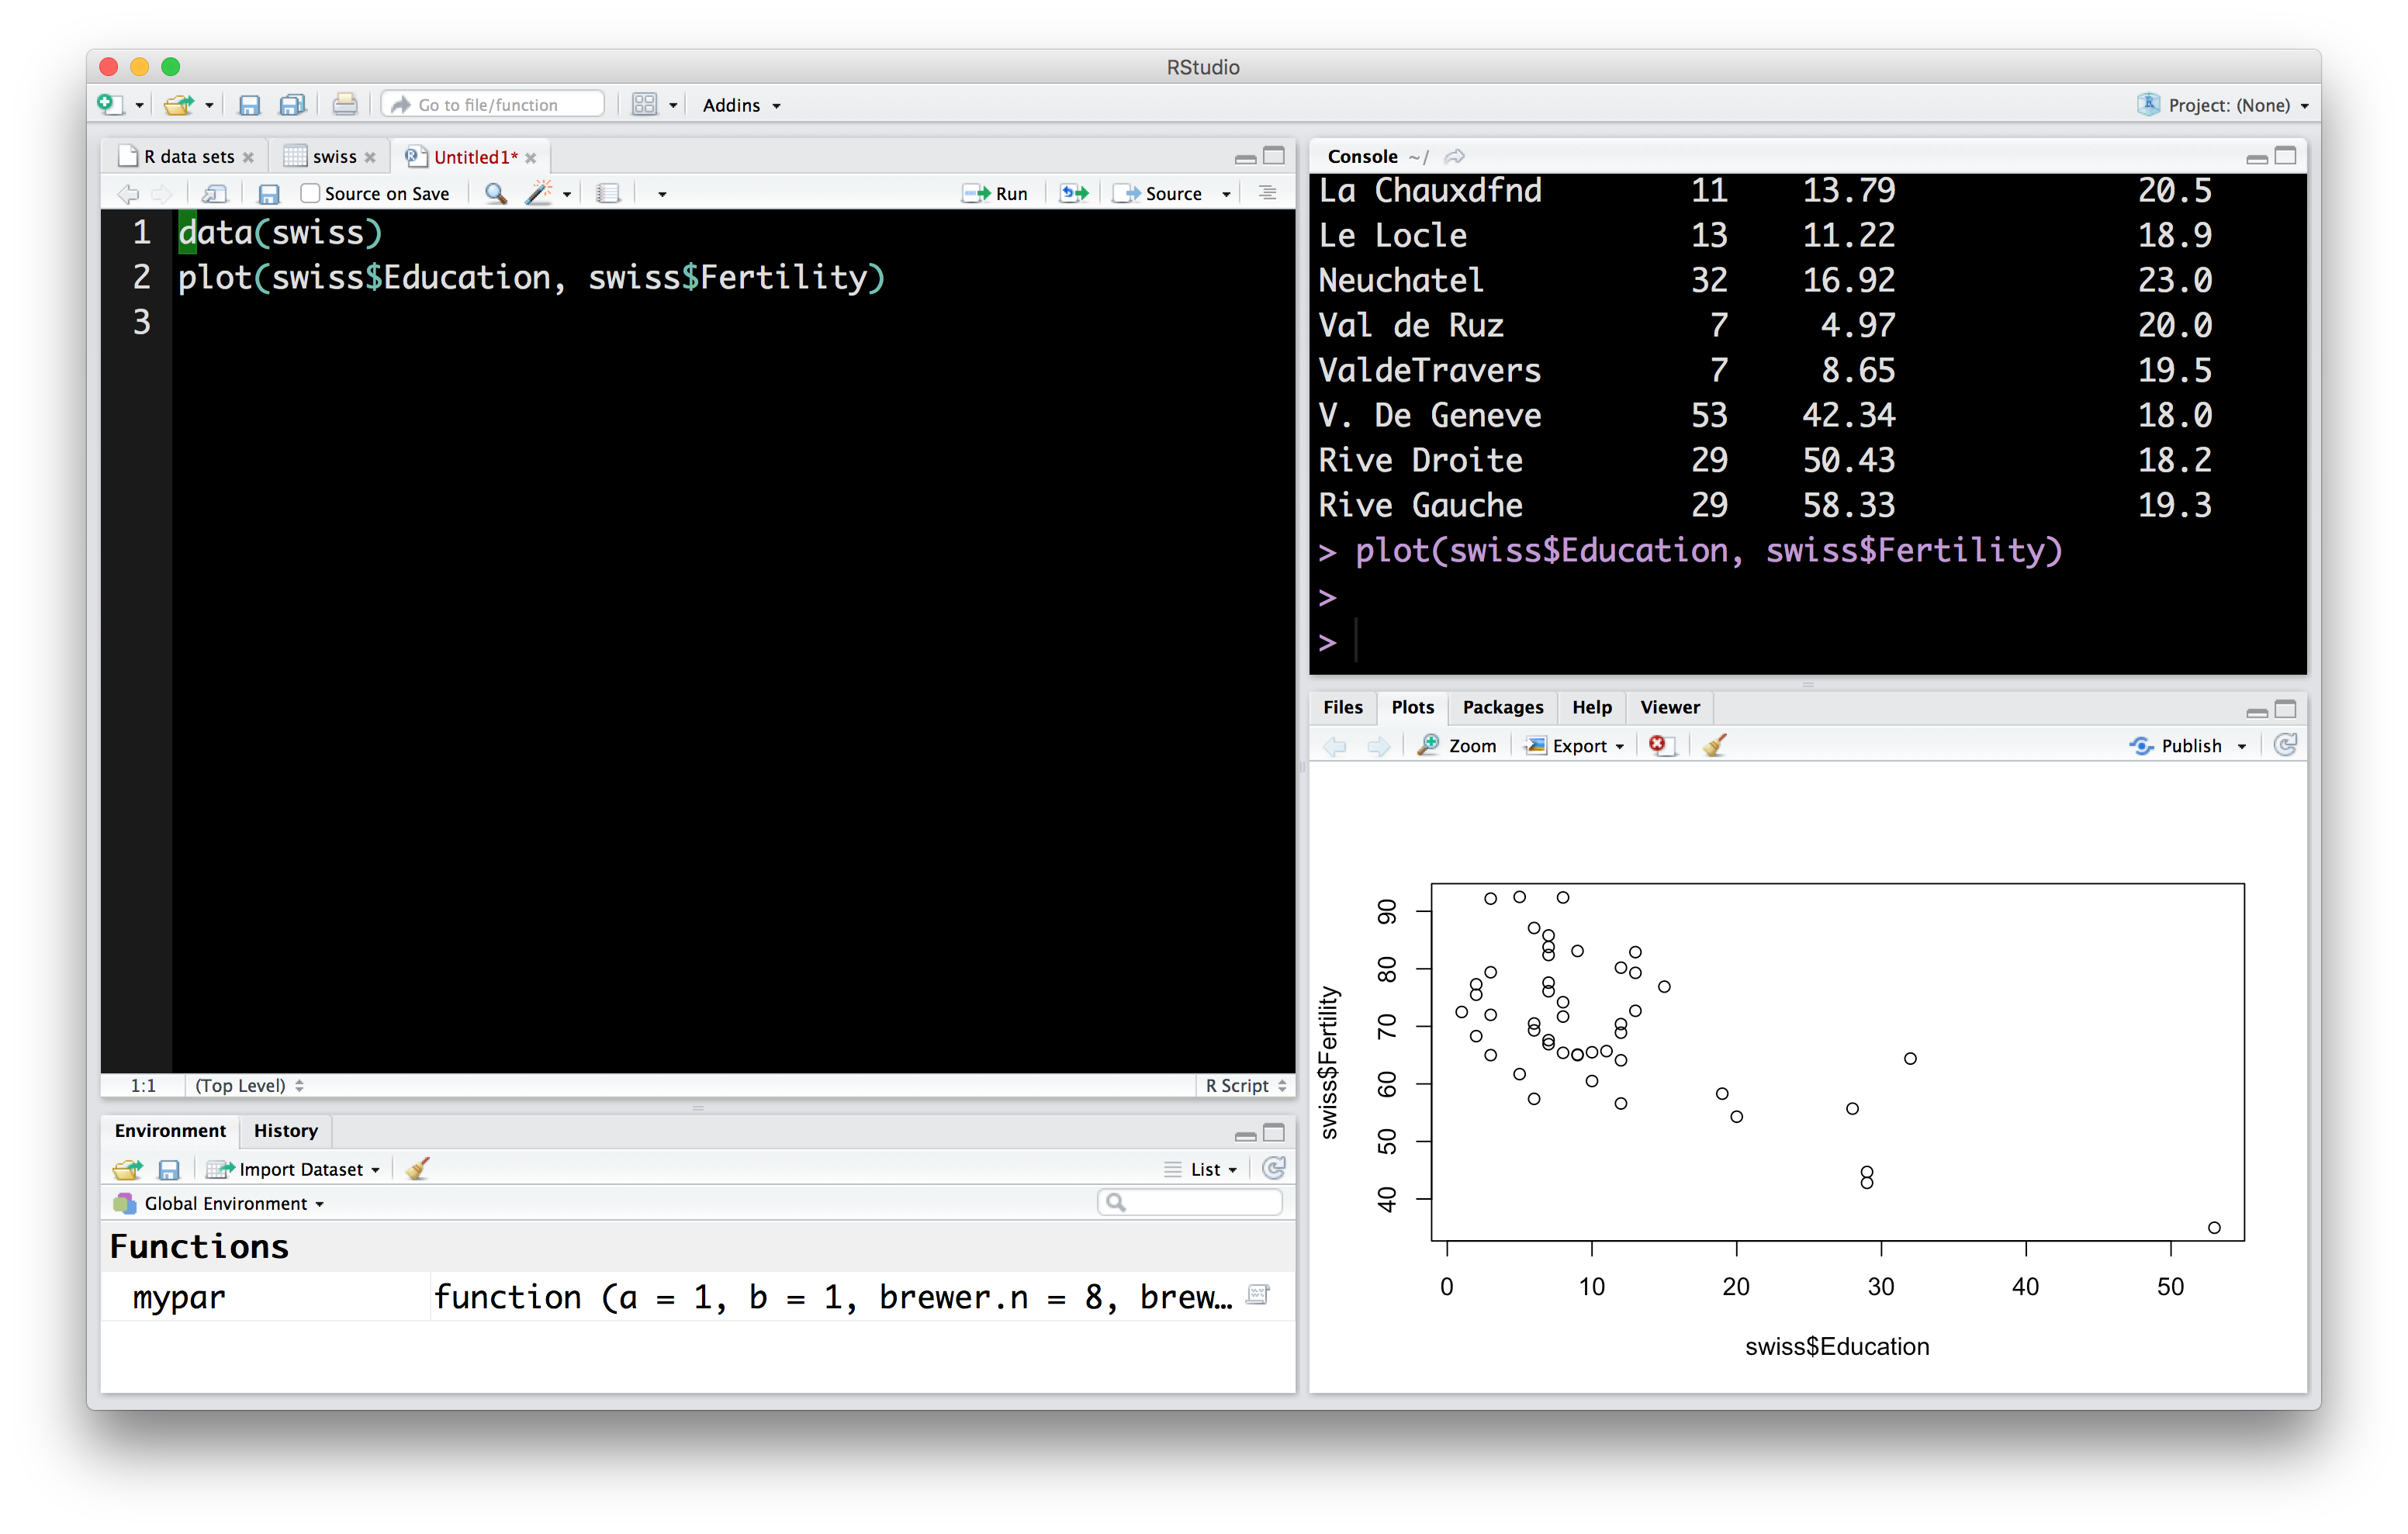 RStudio
Go to file/function Addins Project: (None)
R data sets swiss Untitled1*
Source on Save Run Source
1 data(swiss)
2 plot(swiss$Education, swiss$Fertility)
3
1:1 (Top Level) R Script
Environment History
Import Dataset List
Global Environment
Functions
mypar function (a = 1, b = 1, brewer.n = 8, brew…
Console ~/
La Chauxdfnd 11 13.79 20.5
Le Locle 13 11.22 18.9
Neuchatel 32 16.92 23.0
Val de Ruz 7 4.97 20.0
ValdeTravers 7 8.65 19.5
V. De Geneve 53 42.34 18.0
Rive Droite 29 50.43 18.2
Rive Gauche 29 58.33 19.3
> plot(swiss$Education, swiss$Fertility)
>
>
Files Plots Packages Help Viewer
Zoom Export Publish
90
80
70
60
50
40
swiss$Fertility
0 10 20 30 40 50
swiss$Education